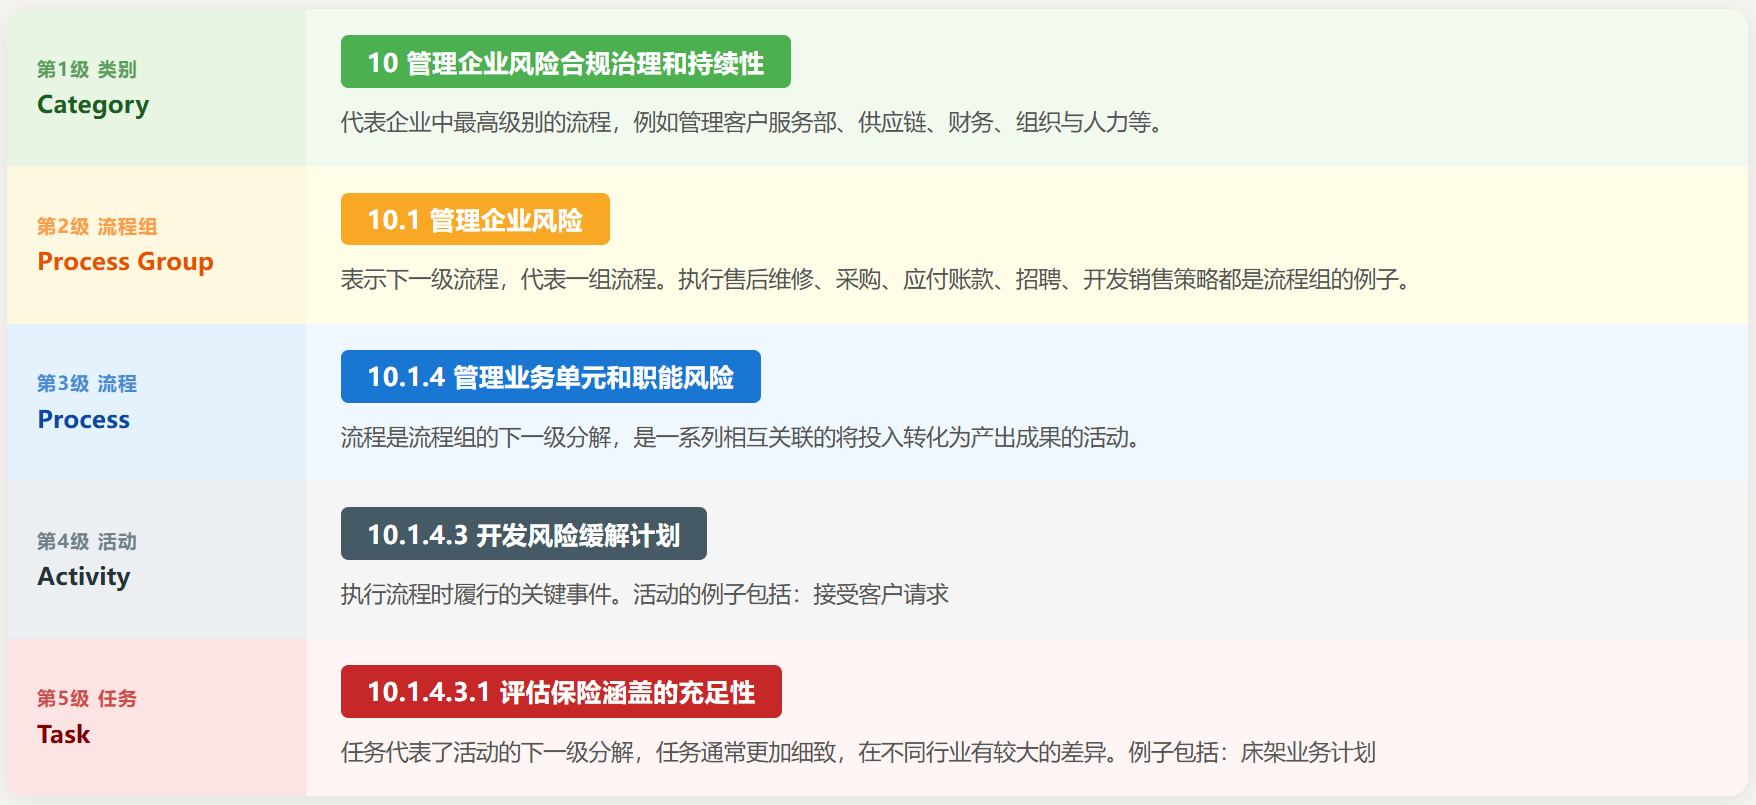 第1级 类别
Category
10 管理企业风险合规治理和持续性
代表企业中最高级别的流程，例如管理客户服务部、供应链、财务、组织与人力等。
第2级 流程组
Process Group
10.1 管理企业风险
表示下一级流程，代表一组流程。执行售后维修、采购、应付账款、招聘、开发销售策略都是流程组的例子。
第3级 流程
Process
10.1.4 管理业务单元和职能风险
流程是流程组的下一级分解，是一系列相互关联的将投入转化为产出成果的活动。
第4级 活动
Activity
10.1.4.3 开发风险缓解计划
执行流程时履行的关键事件。活动的例子包括：接受客户请求
第5级 任务
Task
10.1.4.3.1 评估保险涵盖的充足性
任务代表了活动的下一级分解，任务通常更加细致，在不同行业有较大的差异。例子包括：床架业务计划